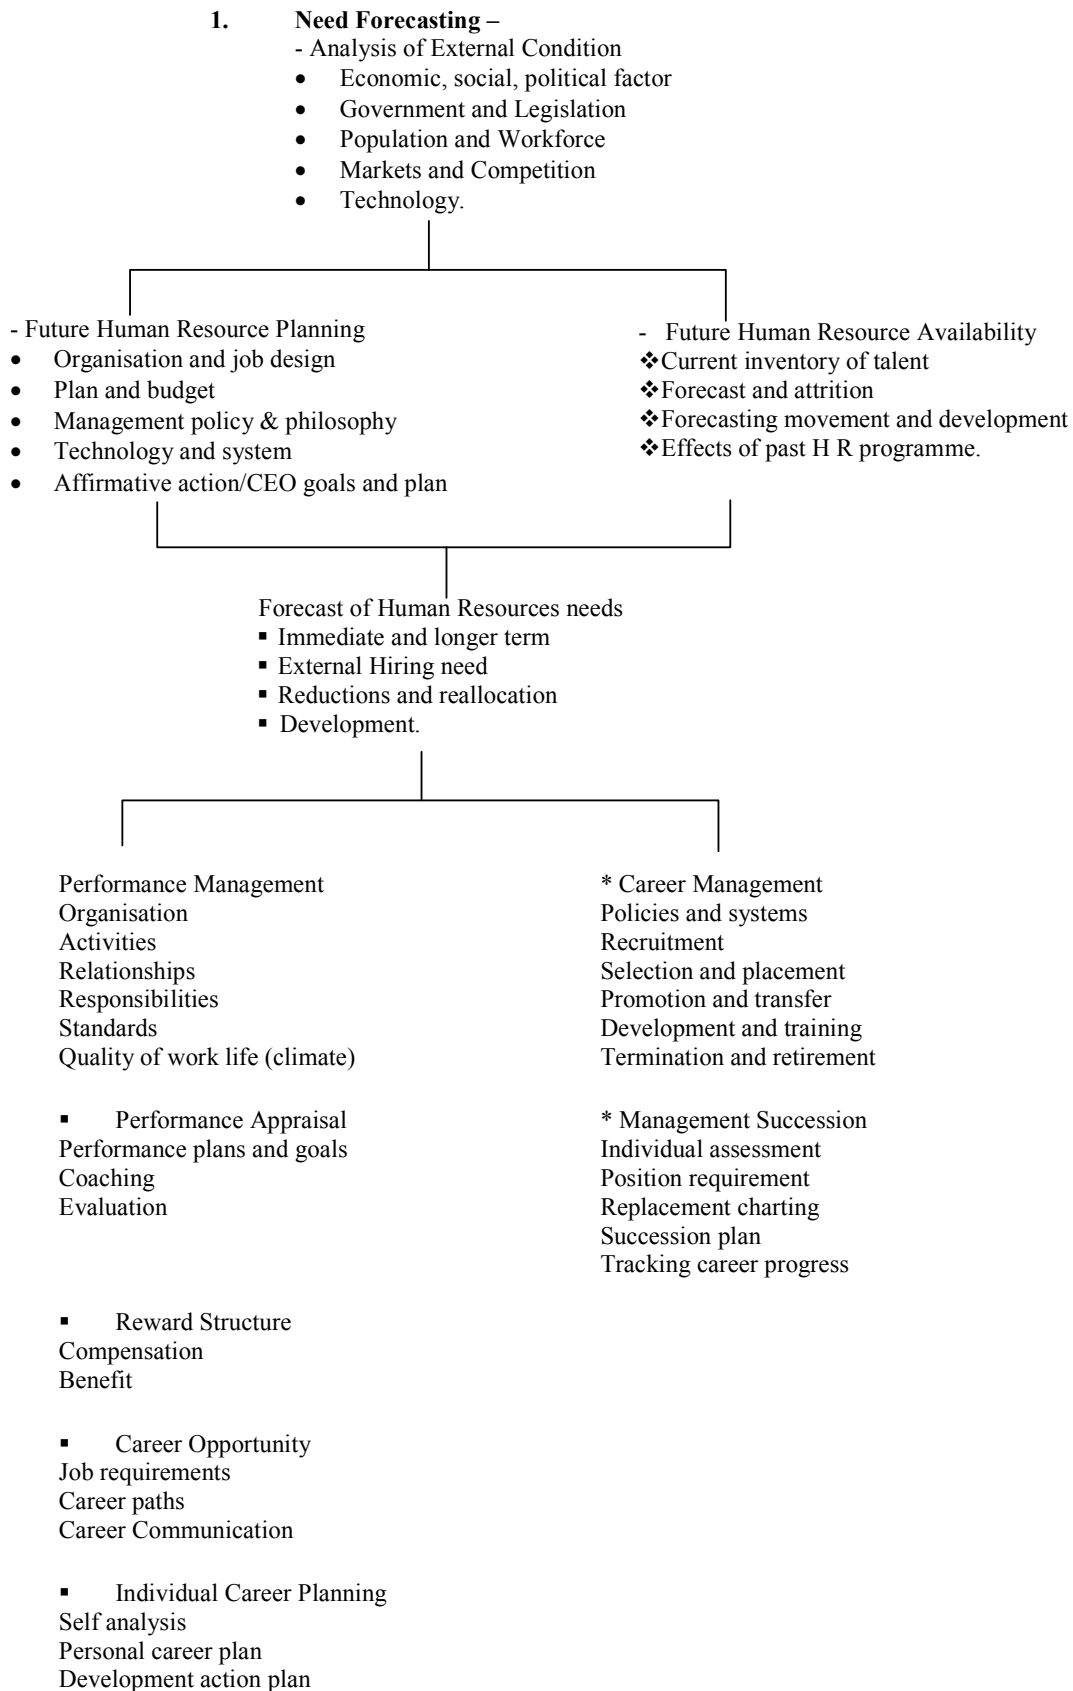 1. Need Forecasting –
- Analysis of External Condition
• Economic, social, political factor
• Government and Legislation
• Population and Workforce
• Markets and Competition
• Technology.
- Future Human Resource Planning
• Organisation and job design
• Plan and budget
• Management policy & philosophy
• Technology and system
• Affirmative action/CEO goals and plan
- Future Human Resource Availability
❖Current inventory of talent
❖Forecast and attrition
❖Forecasting movement and development
❖Effects of past H R programme.
Forecast of Human Resources needs
▪ Immediate and longer term
▪ External Hiring need
▪ Reductions and reallocation
▪ Development.
Performance Management
Organisation
Activities
Relationships
Responsibilities
Standards
Quality of work life (climate)
▪ Performance Appraisal
Performance plans and goals
Coaching
Evaluation
▪ Reward Structure
Compensation
Benefit
▪ Career Opportunity
Job requirements
Career paths
Career Communication
▪ Individual Career Planning
Self analysis
Personal career plan
Development action plan
* Career Management
Policies and systems
Recruitment
Selection and placement
Promotion and transfer
Development and training
Termination and retirement
* Management Succession
Individual assessment
Position requirement
Replacement charting
Succession plan
Tracking career progress